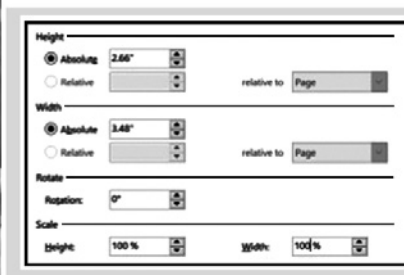 Height
Absolute 2.66"
Relative relative to Page
Width
Absolute 3.48"
Relative relative to Page
Rotate
Rotation: 0°
Scale
Height: 100 % Width: 100%